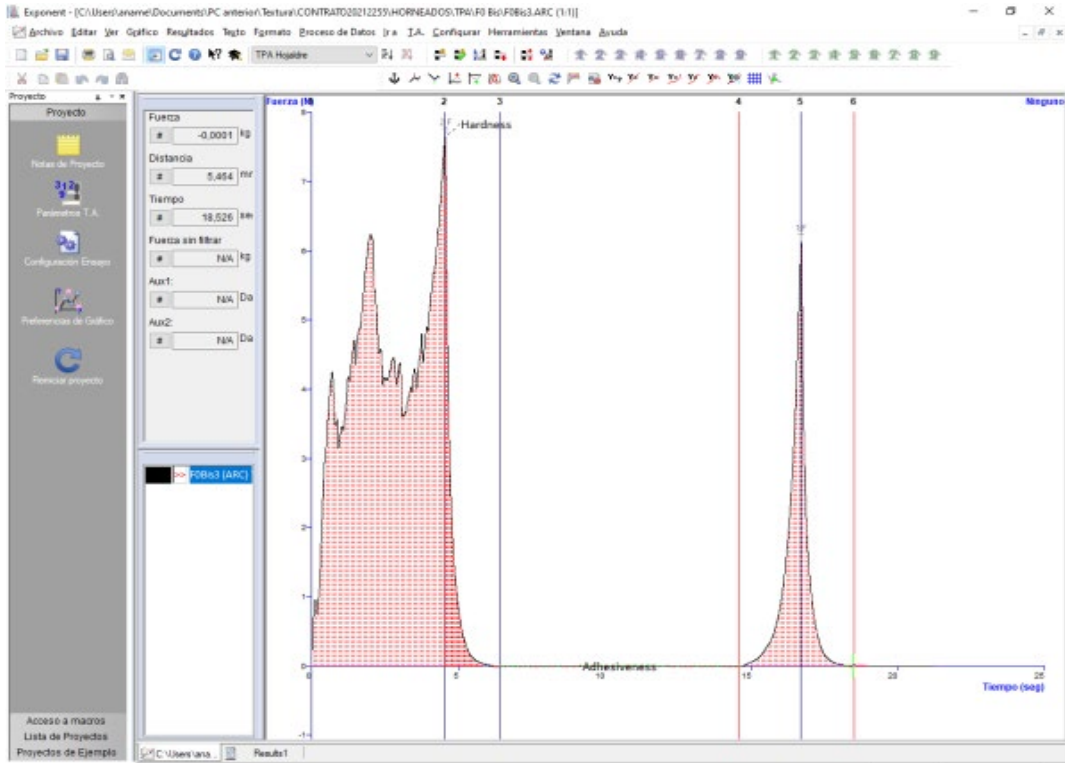 Exponent - [C:\Users\aname\Documents\PC anterior\Textura\CONTRATO20212255\HORNEADOS\TPA\F0 Bis\F0Bis3.ARC (1:1)]
Archivo Editar Ver Gráfico Resultados Texto Formato Proceso de Datos Ir a T.A. Configurar Herramientas Ventana Ayuda
TPA Hojaldre
Proyecto
Proyecto
Notas de Proyecto
Parámetros T.A.
Configuración Ensayo
Preferencias de Gráfico
Reiniciar proyecto
Acceso a macros
Lista de Proyectos
Proyectos de Ejemplo
Fuerza
# -0,0001 kg
Distancia
# 5,464 mr
Tiempo
# 18,526 se
Fuerza sin filtrar
# N/A kg
Aux1:
# N/A Da
Aux2:
# N/A Da
>> F0Bis3 (ARC)
Fuerza (N)
2 3 4 5 6
Ninguno
8
Hardness
7
6
5
4
3
2
1
0
-1
Adhesiveness
0 5 15 20 25
Tiempo (seg)
C:\Users\ana...
Results1